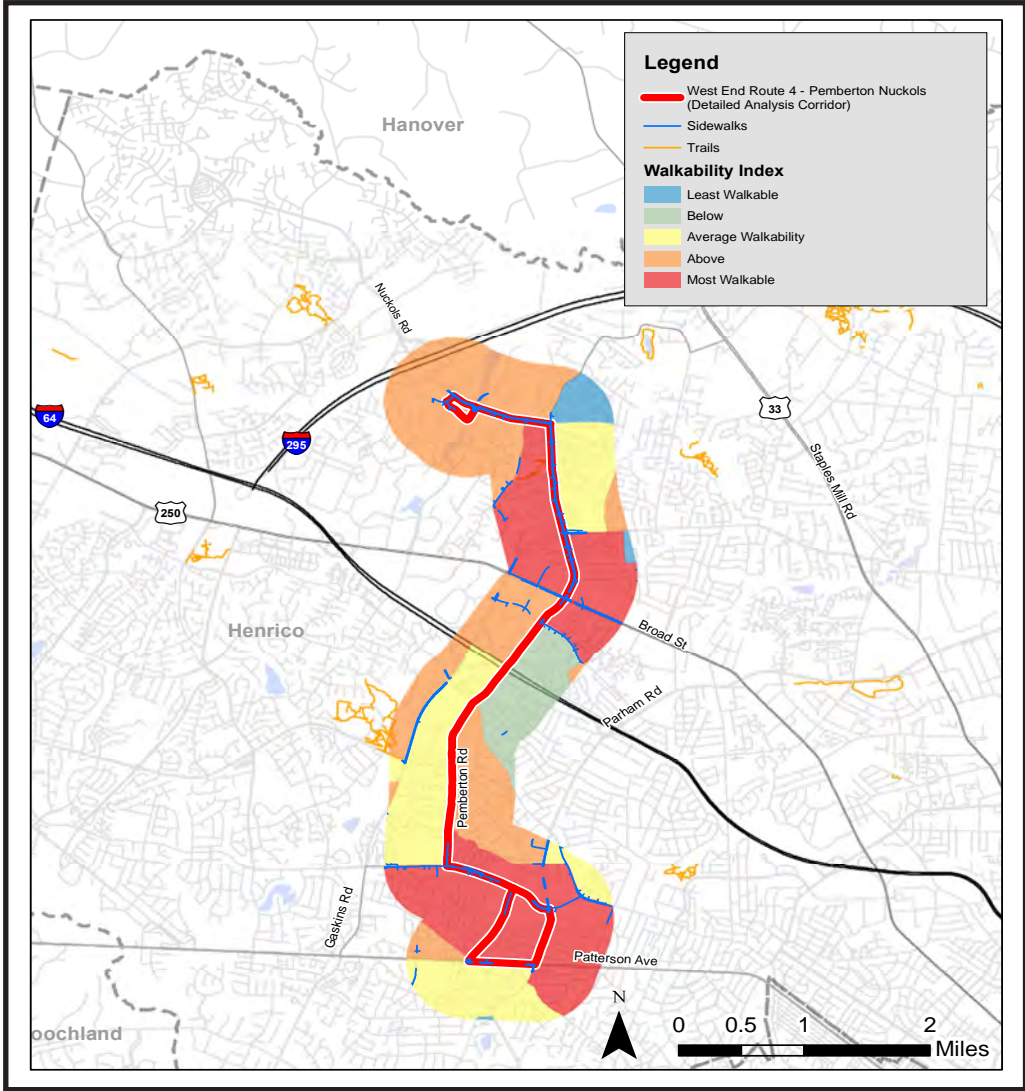 Legend
West End Route 4 - Pemberton Nuckols
(Detailed Analysis Corridor)
Sidewalks
Trails
Walkability Index
Least Walkable
Below
Average Walkability
Above
Most Walkable
Hanover
Nuckols Rd
64
295
33
Staples Mill Rd
250
Henrico
Broad St
Parham Rd
Pemberton Rd
Gaskins Rd
Patterson Ave
oochland
N
0 0.5 1 2
Miles